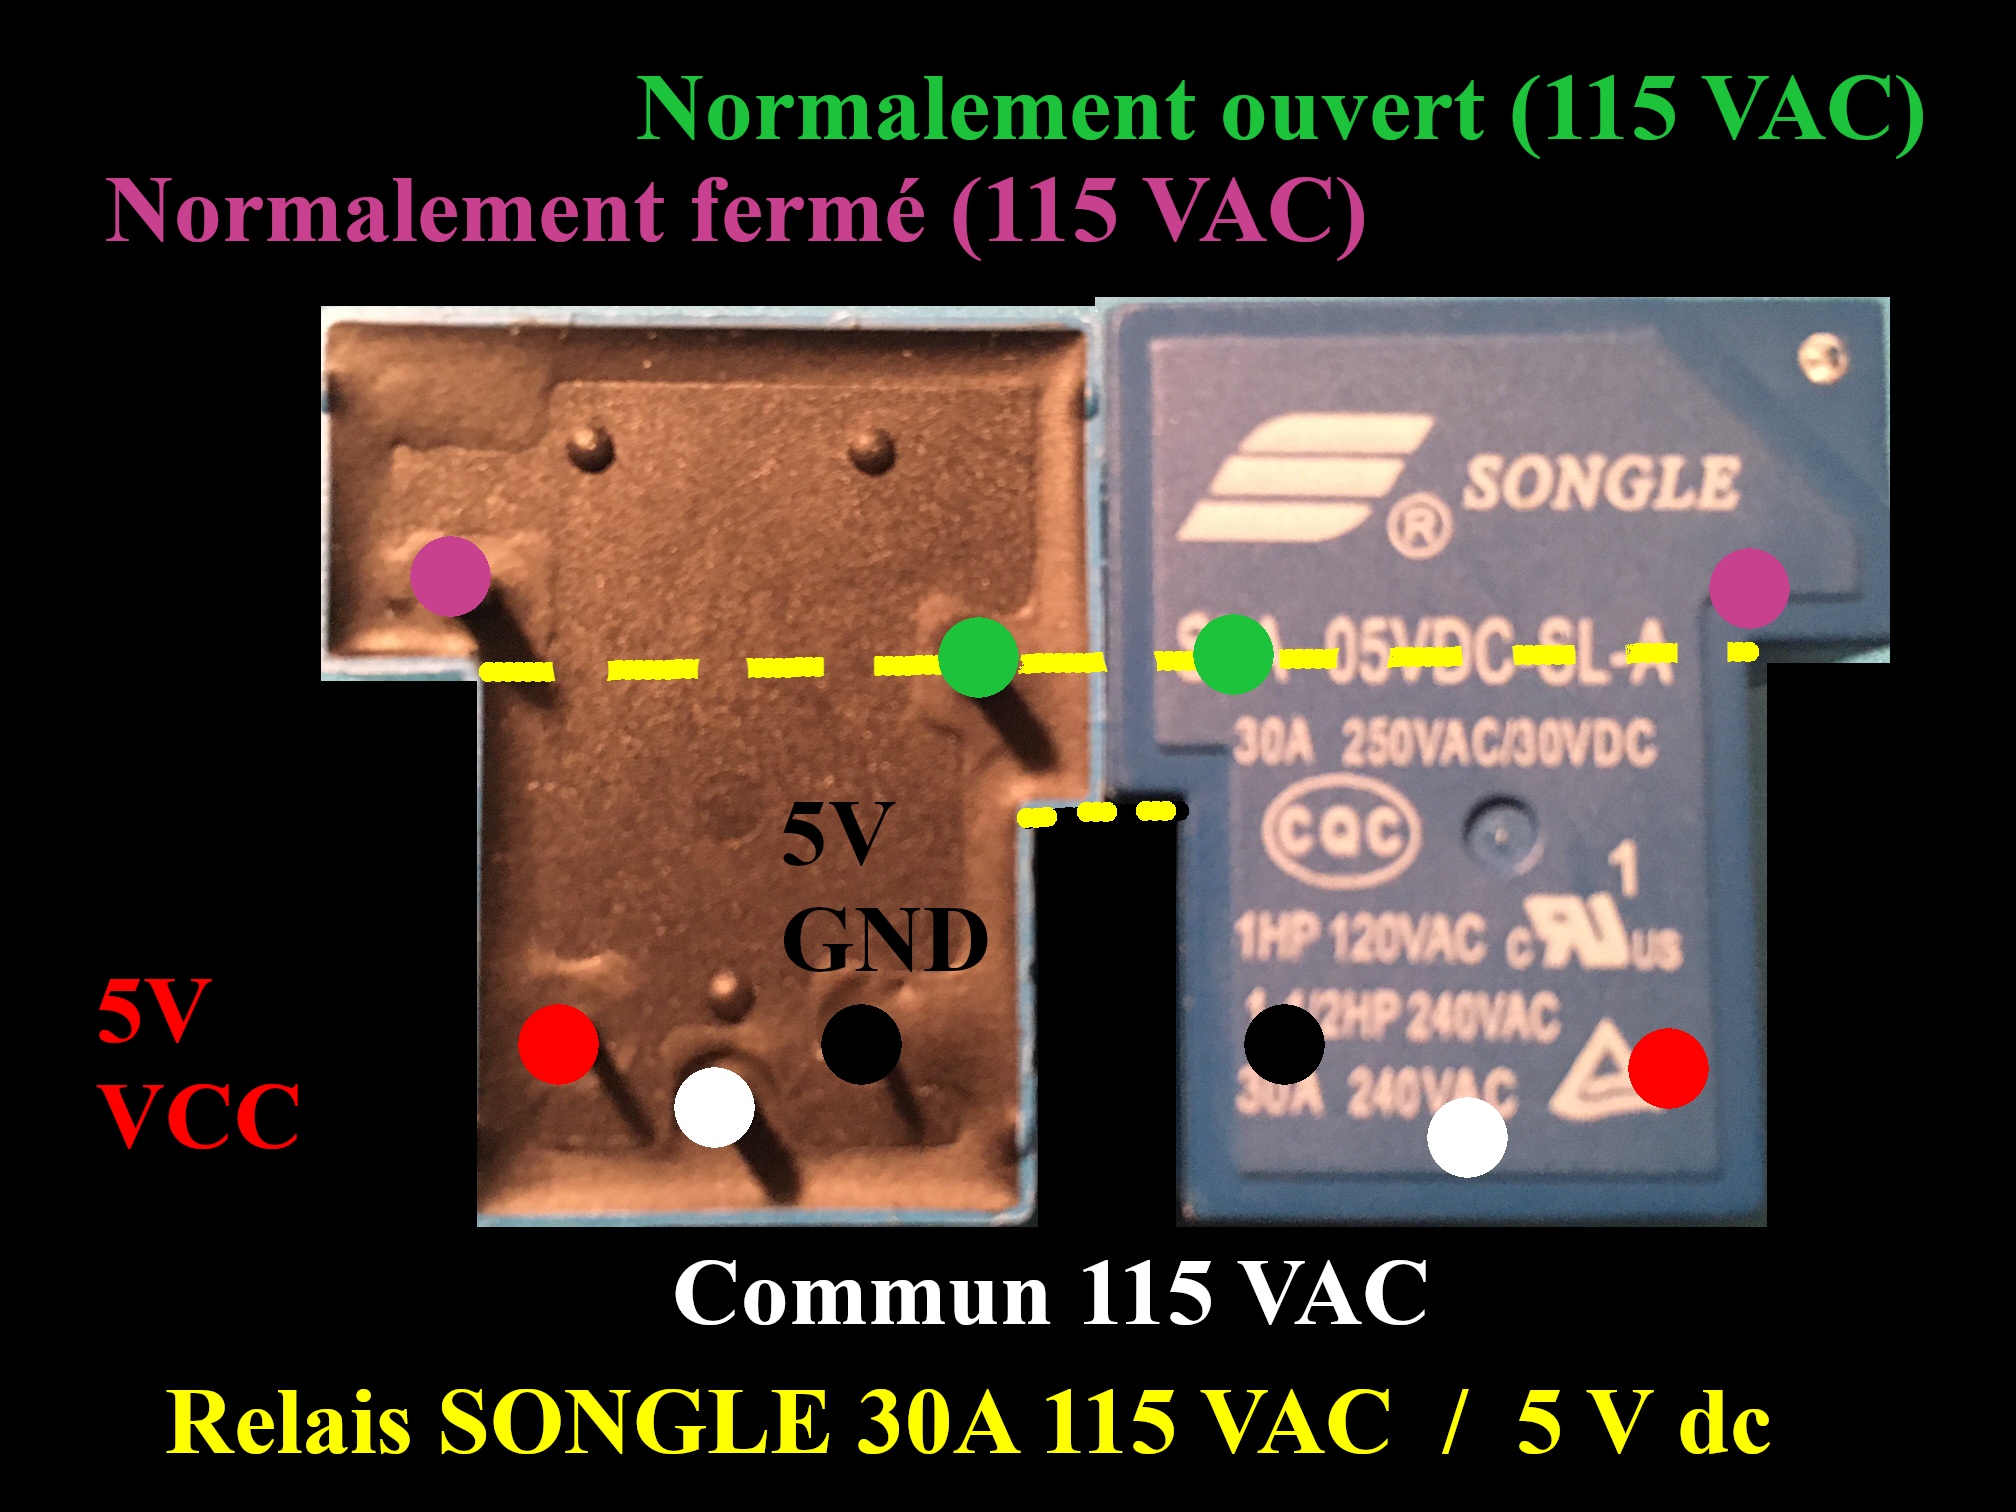 Normalement ouvert (115 VAC)
Normalement fermé (115 VAC)
® SONGLE
05VDC-SL-A
30A 250VAC/30VDC
CQC
1
1HP 120VAC c RU US
1/2HP 240VAC
30A 240VAC
5V
GND
5V
VCC
Commun 115 VAC
Relais SONGLE 30A 115 VAC / 5 V dc